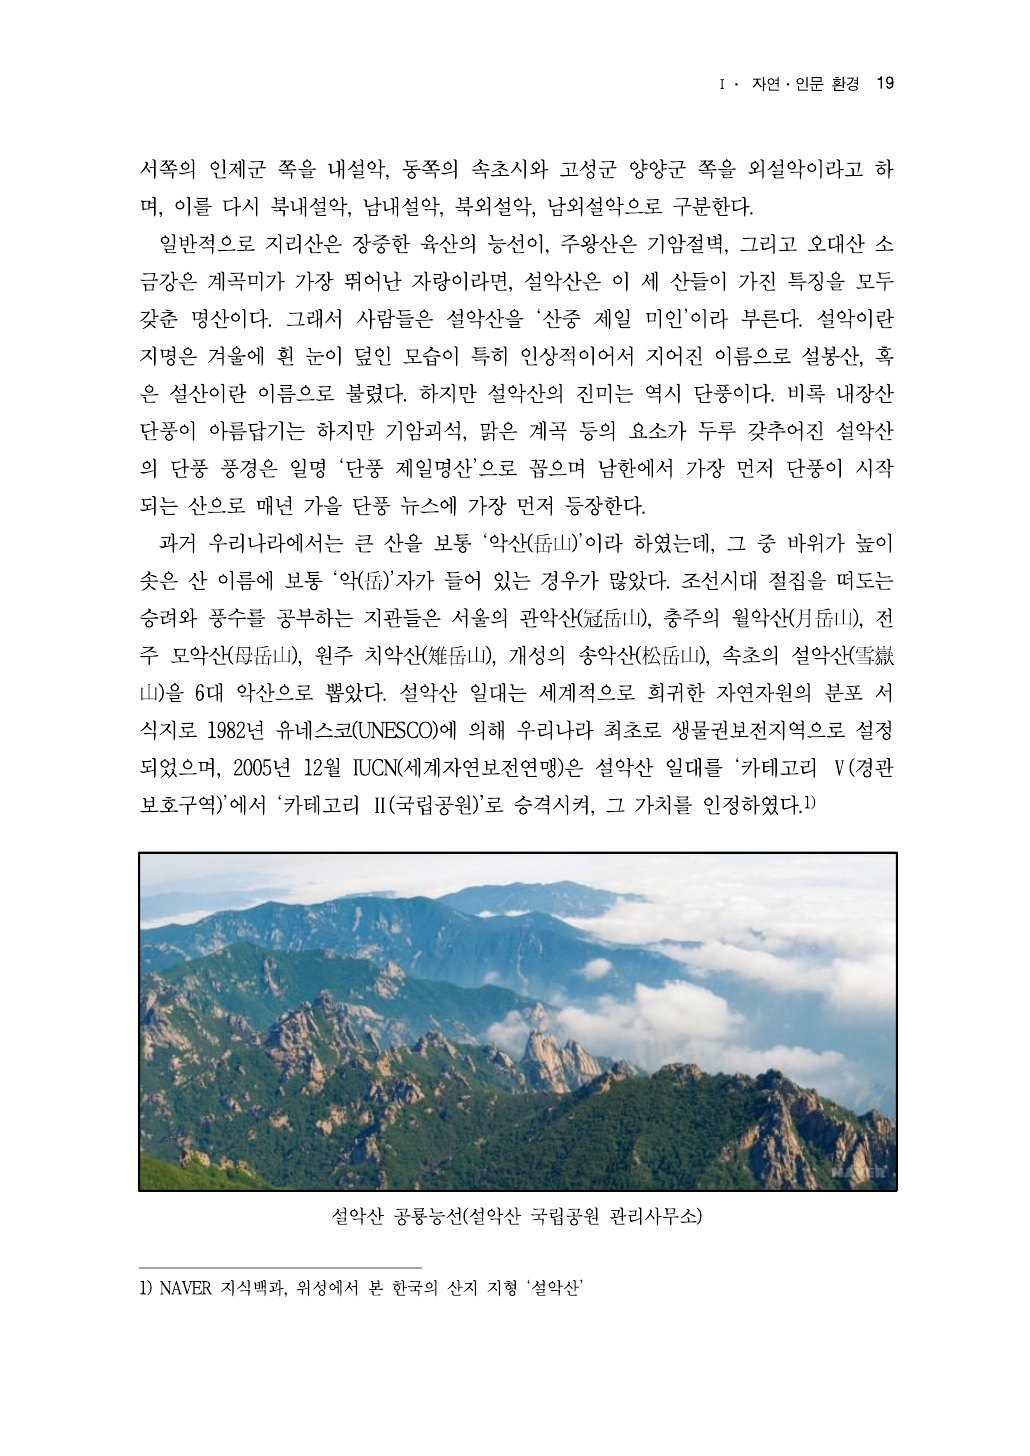 Ⅰ· 자연·인문 환경 19
서쪽의 인제군 쪽을 내설악, 동쪽의 속초시와 고성군 양양군 쪽을 외설악이라고 하
며, 이를 다시 북내설악, 남내설악, 북외설악, 남외설악으로 구분한다.
일반적으로 지리산은 장중한 육산의 능선이, 주왕산은 기암절벽, 그리고 오대산 소
금강은 계곡미가 가장 뛰어난 자랑이라면, 설악산은 이 세 산들이 가진 특징을 모두
갖춘 명산이다. 그래서 사람들은 설악산을 ‘산중 제일 미인’이라 부른다. 설악이란
지명은 겨울에 흰 눈이 덮인 모습이 특히 인상적이어서 지어진 이름으로 설봉산, 혹
은 설산이란 이름으로 불렸다. 하지만 설악산의 진미는 역시 단풍이다. 비록 내장산
단풍이 아름답기는 하지만 기암괴석, 맑은 계곡 등의 요소가 두루 갖추어진 설악산
의 단풍 풍경은 일명 ‘단풍 제일명산’으로 꼽으며 남한에서 가장 먼저 단풍이 시작
되는 산으로 매년 가을 단풍 뉴스에 가장 먼저 등장한다.
과거 우리나라에서는 큰 산을 보통 ‘악산(岳山)’이라 하였는데, 그 중 바위가 높이
솟은 산 이름에 보통 ‘악(岳)’자가 들어 있는 경우가 많았다. 조선시대 절집을 떠도는
승려와 풍수를 공부하는 지관들은 서울의 관악산(冠岳山), 충주의 월악산(月岳山), 전
주 모악산(母岳山), 원주 치악산(雉岳山), 개성의 송악산(松岳山), 속초의 설악산(雪嶽
山)을 6대 악산으로 뽑았다. 설악산 일대는 세계적으로 희귀한 자연자원의 분포 서
식지로 1982년 유네스코(UNESCO)에 의해 우리나라 최초로 생물권보전지역으로 설정
되었으며, 2005년 12월 IUCN(세계자연보전연맹)은 설악산 일대를 ‘카테고리 Ⅴ(경관
보호구역)’에서 ‘카테고리 Ⅱ(국립공원)’로 승격시켜, 그 가치를 인정하였다.1)
NAVER
설악산 공룡능선(설악산 국립공원 관리사무소)
1) NAVER 지식백과, 위성에서 본 한국의 산지 지형 ‘설악산’